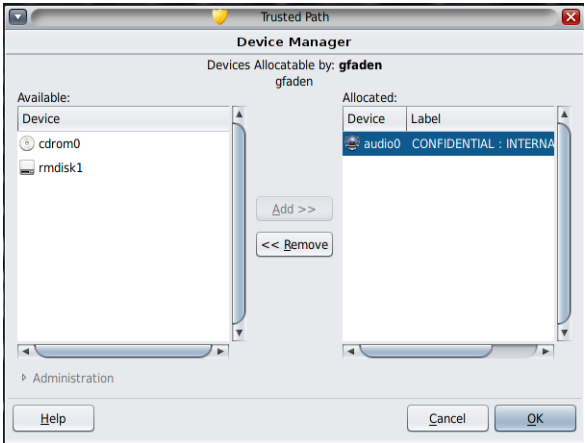 Trusted Path
Device Manager
Devices Allocatable by: gfaden
gfaden
Available:
Allocated:
Device
Device Label
cdrom0
audio0 CONFIDENTIAL : INTERNA
rmdisk1
Add >>
<< Remove
Administration
Help
Cancel
OK